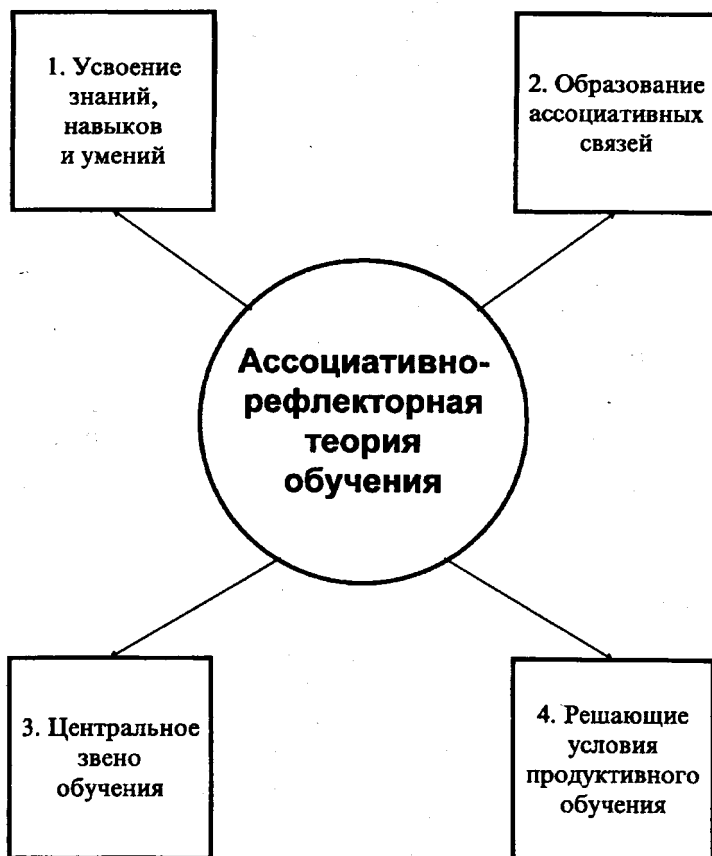 1. Усвоение
знаний,
навыков
и умений
2. Образование
ассоциативных
связей
Ассоциативно-
рефлекторная
теория
обучения
3. Центральное
звено
обучения
4. Решающие
условия
продуктивного
обучения